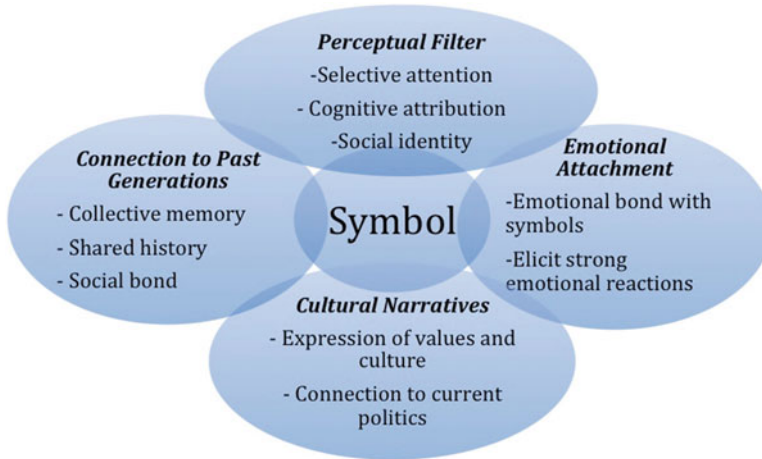 Perceptual Filter
-Selective attention
- Cognitive attribution
-Social identity
Connection to Past
Generations
- Collective memory
- Shared history
- Social bond
Symbol
Emotional
Attachment
-Emotional bond with
symbols
-Elicit strong
emotional reactions
Cultural Narratives
- Expression of values and
culture
- Connection to current
politics